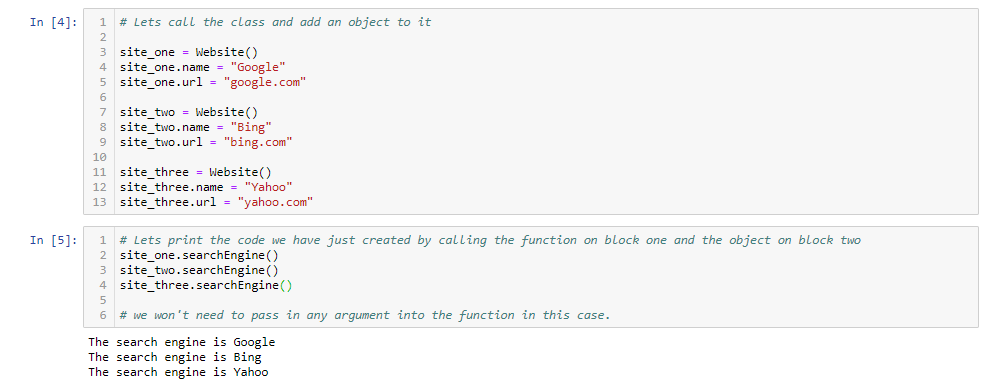 In [4]:
1 # Lets call the class and add an object to it
2
3 site_one = Website()
4 site_one.name = "Google"
5 site_one.url = "google.com"
6
7 site_two = Website()
8 site_two.name = "Bing"
9 site_two.url = "bing.com"
10
11 site_three = Website()
12 site_three.name = "Yahoo"
13 site_three.url = "yahoo.com"
In [5]:
1 # Lets print the code we have just created by calling the function on block one and the object on block two
2 site_one.searchEngine()
3 site_two.searchEngine()
4 site_three.searchEngine()
5
6 # we won't need to pass in any argument into the function in this case.
The search engine is Google
The search engine is Bing
The search engine is Yahoo